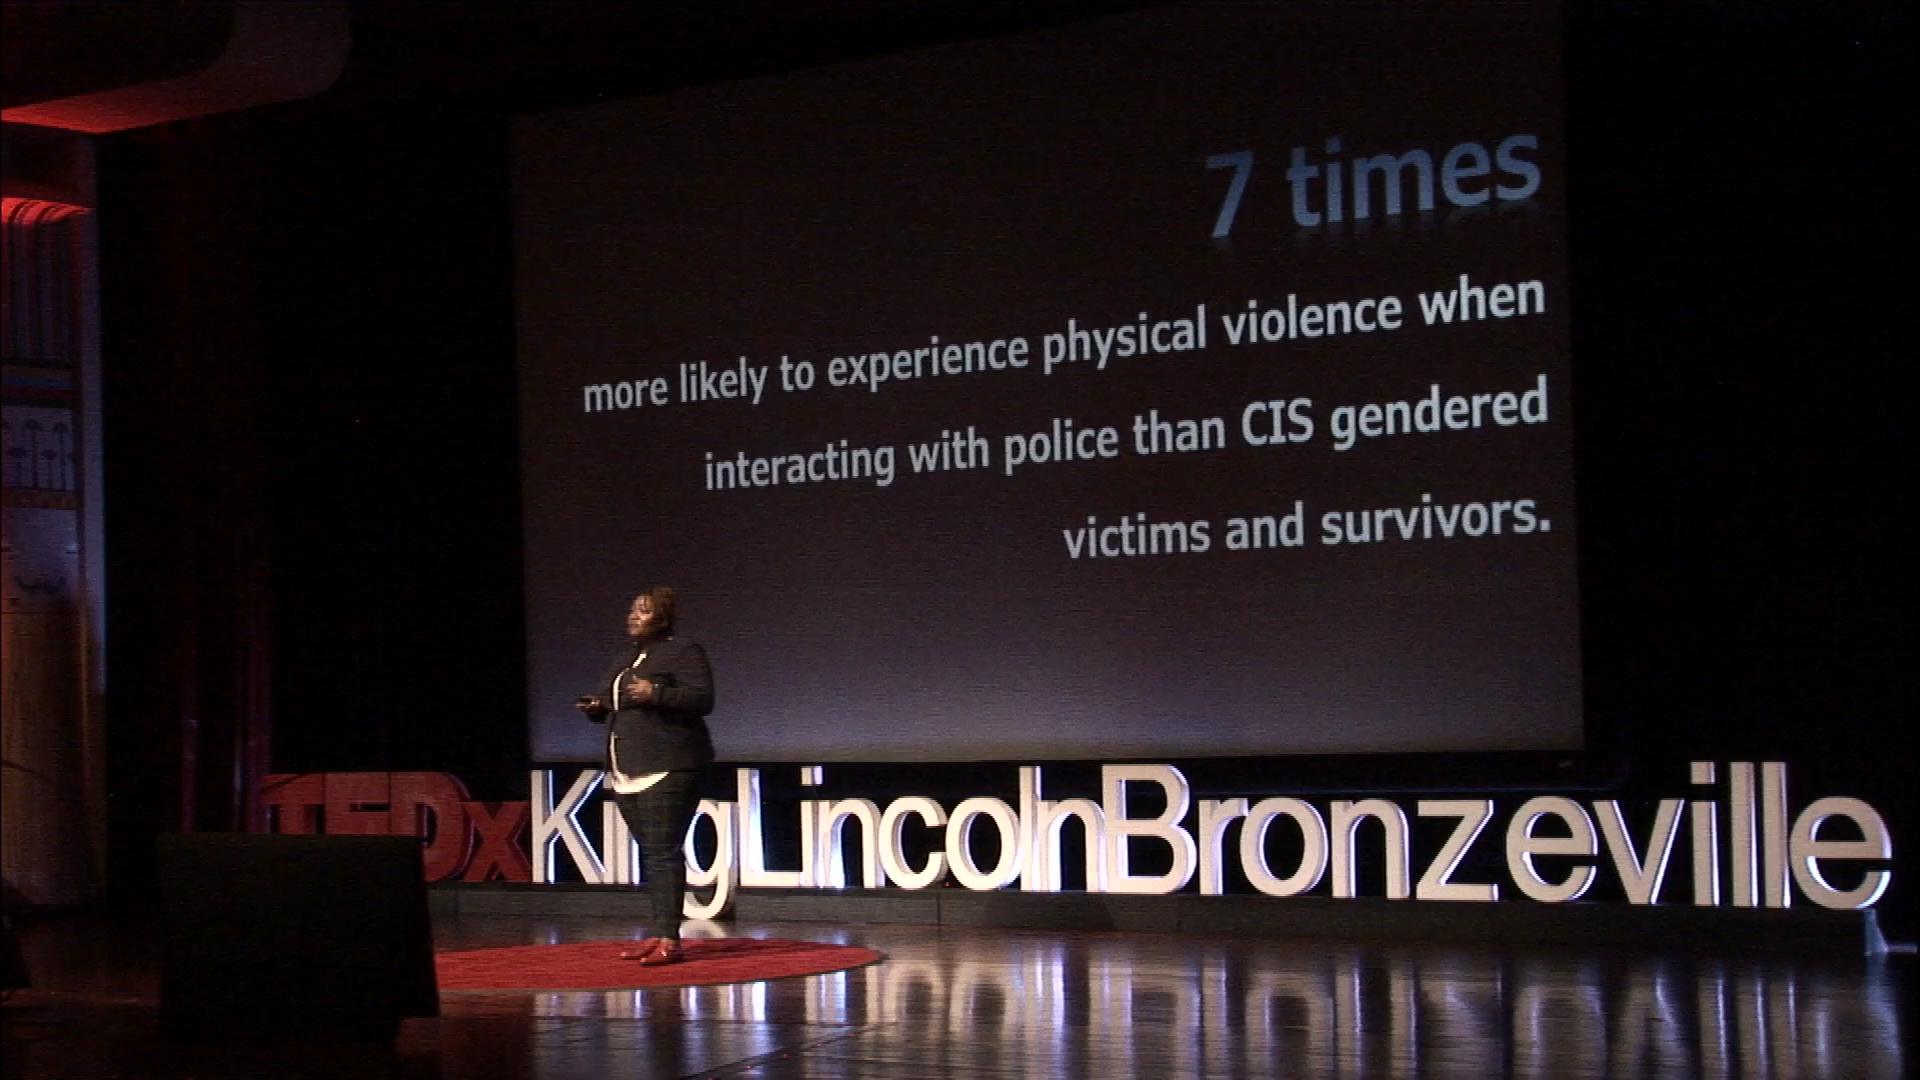 7 times
more likely to experience physical violence when
interacting with police than CIS gendered
victims and survivors.
TEDxKingLincolnBronzeville